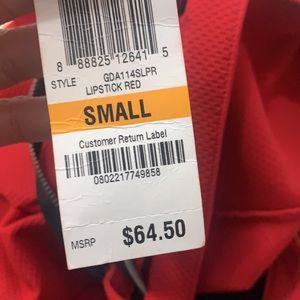 8 88825 12641 5
STYLE GDA114SLPR
LIPSTICK RED
SMALL
Customer Return Label
0802217749858
MSRP $64.50